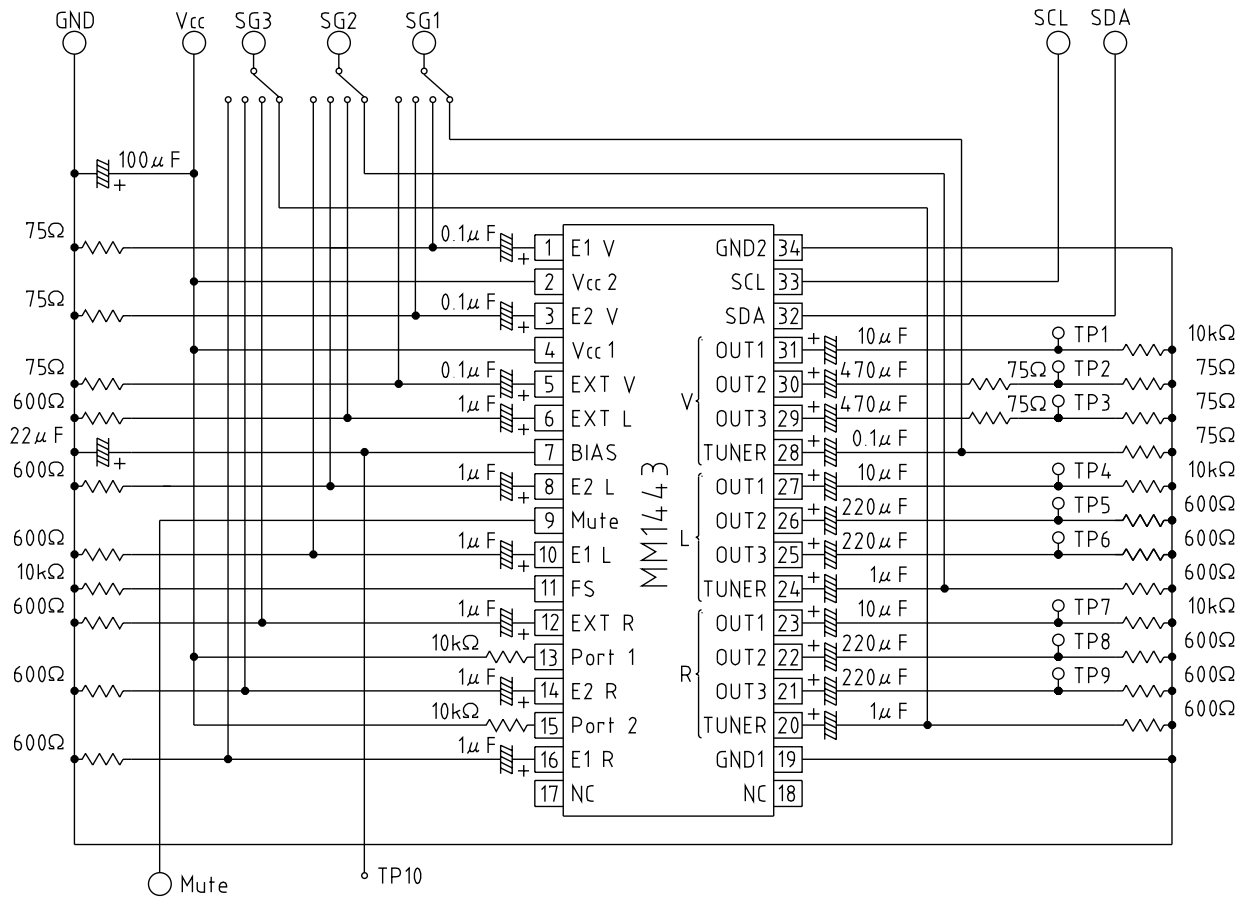 GND Vcc SG3 SG2 SG1 SCL SDA
100μF +
75Ω 0.1μF + 1 E1 V GND2 34
2 Vcc2 SCL 33
75Ω 0.1μF + 3 E2 V SDA 32
4 Vcc1 OUT1 31 + 10μF TP1 10kΩ
75Ω 0.1μF + 5 EXT V OUT2 30 + 470μF 75Ω TP2 75Ω
600Ω 1μF + 6 EXT L V OUT3 29 + 470μF 75Ω TP3 75Ω
22μF + 7 BIAS TUNER 28 + 0.1μF 75Ω
600Ω 1μF + 8 E2 L OUT1 27 + 10μF TP4 10kΩ
9 Mute OUT2 26 + 220μF TP5 600Ω
600Ω 1μF + 10 E1 L L OUT3 25 + 220μF TP6 600Ω
10kΩ 11 FS TUNER 24 + 1μF 600Ω
MM1443
600Ω 1μF + 12 EXT R OUT1 23 + 10μF TP7 10kΩ
10kΩ 13 Port 1 OUT2 22 + 220μF TP8 600Ω
600Ω 1μF + 14 E2 R R OUT3 21 + 220μF TP9 600Ω
10kΩ 15 Port 2 TUNER 20 + 1μF 600Ω
600Ω 1μF + 16 E1 R GND1 19
17 NC NC 18
Mute TP10